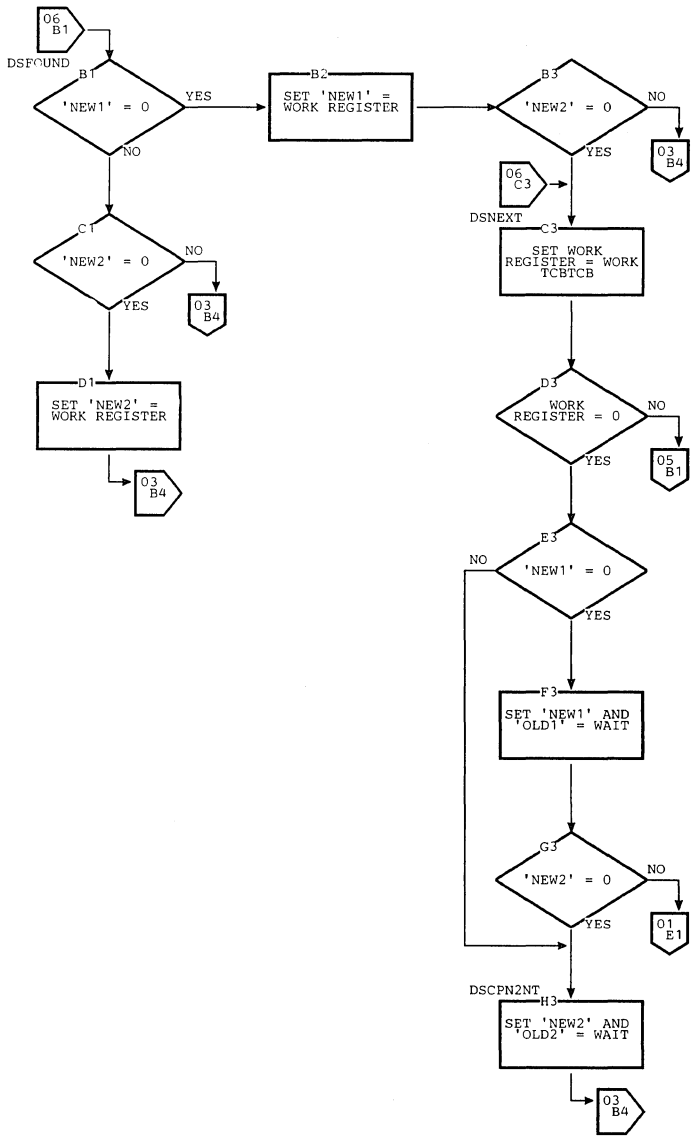 06
B1
DSFOUND
B1
'NEW1' = 0
YES
NO
B2
SET 'NEW1' =
WORK REGISTER
B3
'NEW2' = 0
NO
03
B4
YES
06
C3
DSNEXT
C1
'NEW2' = 0
NO
03
B4
YES
C3
SET WORK
REGISTER = WORK
TCBTCB
D1
SET 'NEW2' =
WORK REGISTER
03
B4
D3
WORK
REGISTER = 0
NO
05
B1
YES
E3
NO
'NEW1' = 0
YES
F3
SET 'NEW1' AND
'OLD1' = WAIT
G3
'NEW2' = 0
NO
01
E1
YES
DSCPN2NT
H3
SET 'NEW2' AND
'OLD2' = WAIT
03
B4